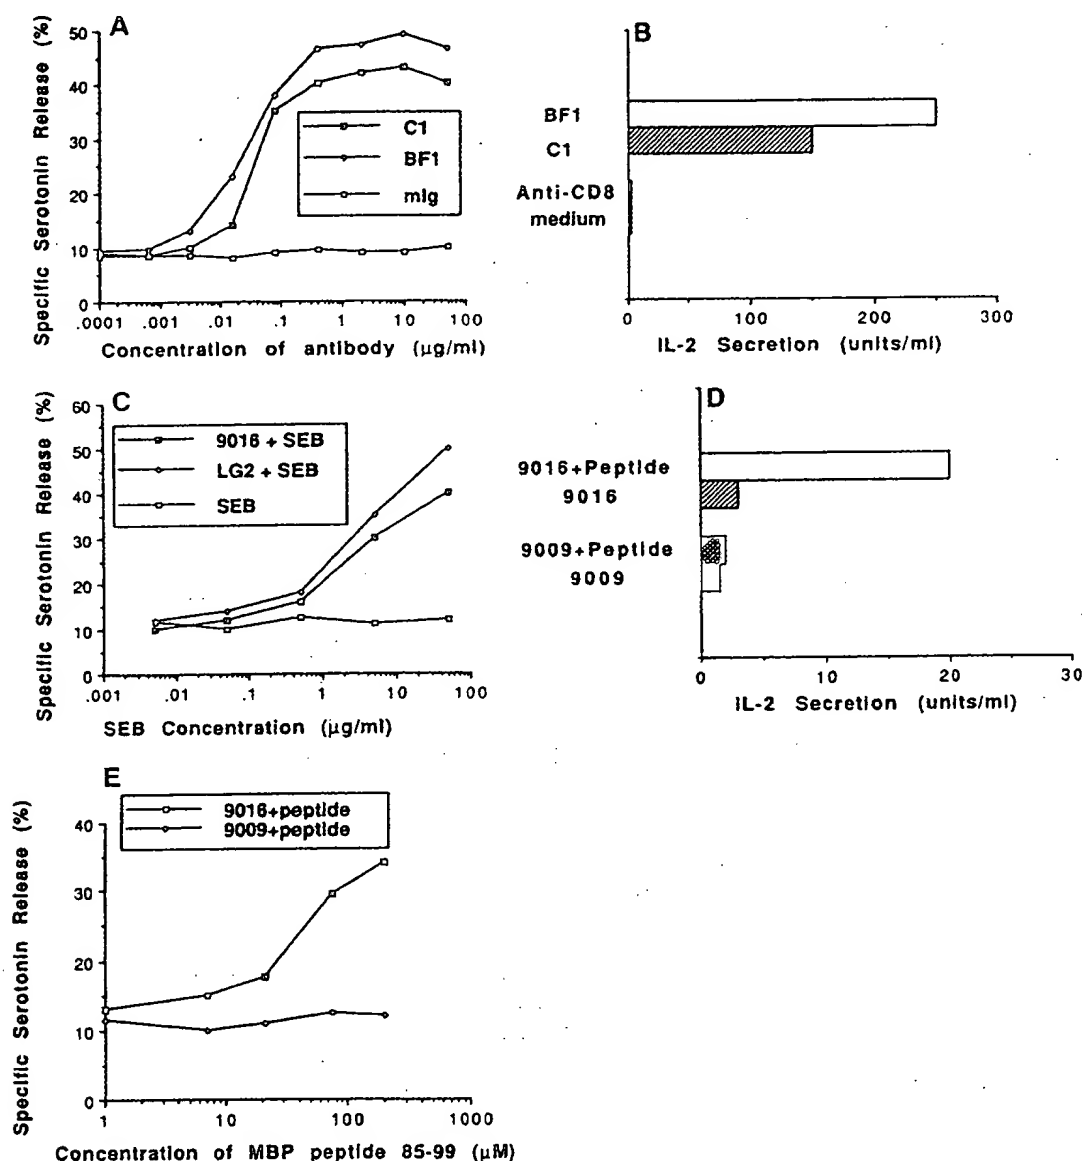 A
Specific Serotonin Release (%)
50
40
30
20
10
0
C1
BF1
mIg
.0001 .001 .01 .1 1 10 100
Concentration of antibody (µg/ml)
B
BF1
C1
Anti-CD8
medium
0 100 200 300
IL-2 Secretion (units/ml)
C
Specific Serotonin Release (%)
60
50
40
30
20
10
0
9016 + SEB
LG2 + SEB
SEB
.001 .01 .1 1 10 100
SEB Concentration (µg/ml)
D
9016+Peptide
9016
9009+Peptide
9009
0 10 20 30
IL-2 Secretion (units/ml)
E
Specific Serotonin Release (%)
40
30
20
10
0
9016+peptide
9009+peptide
1 10 100 1000
Concentration of MBP peptide 85-99 (µM)